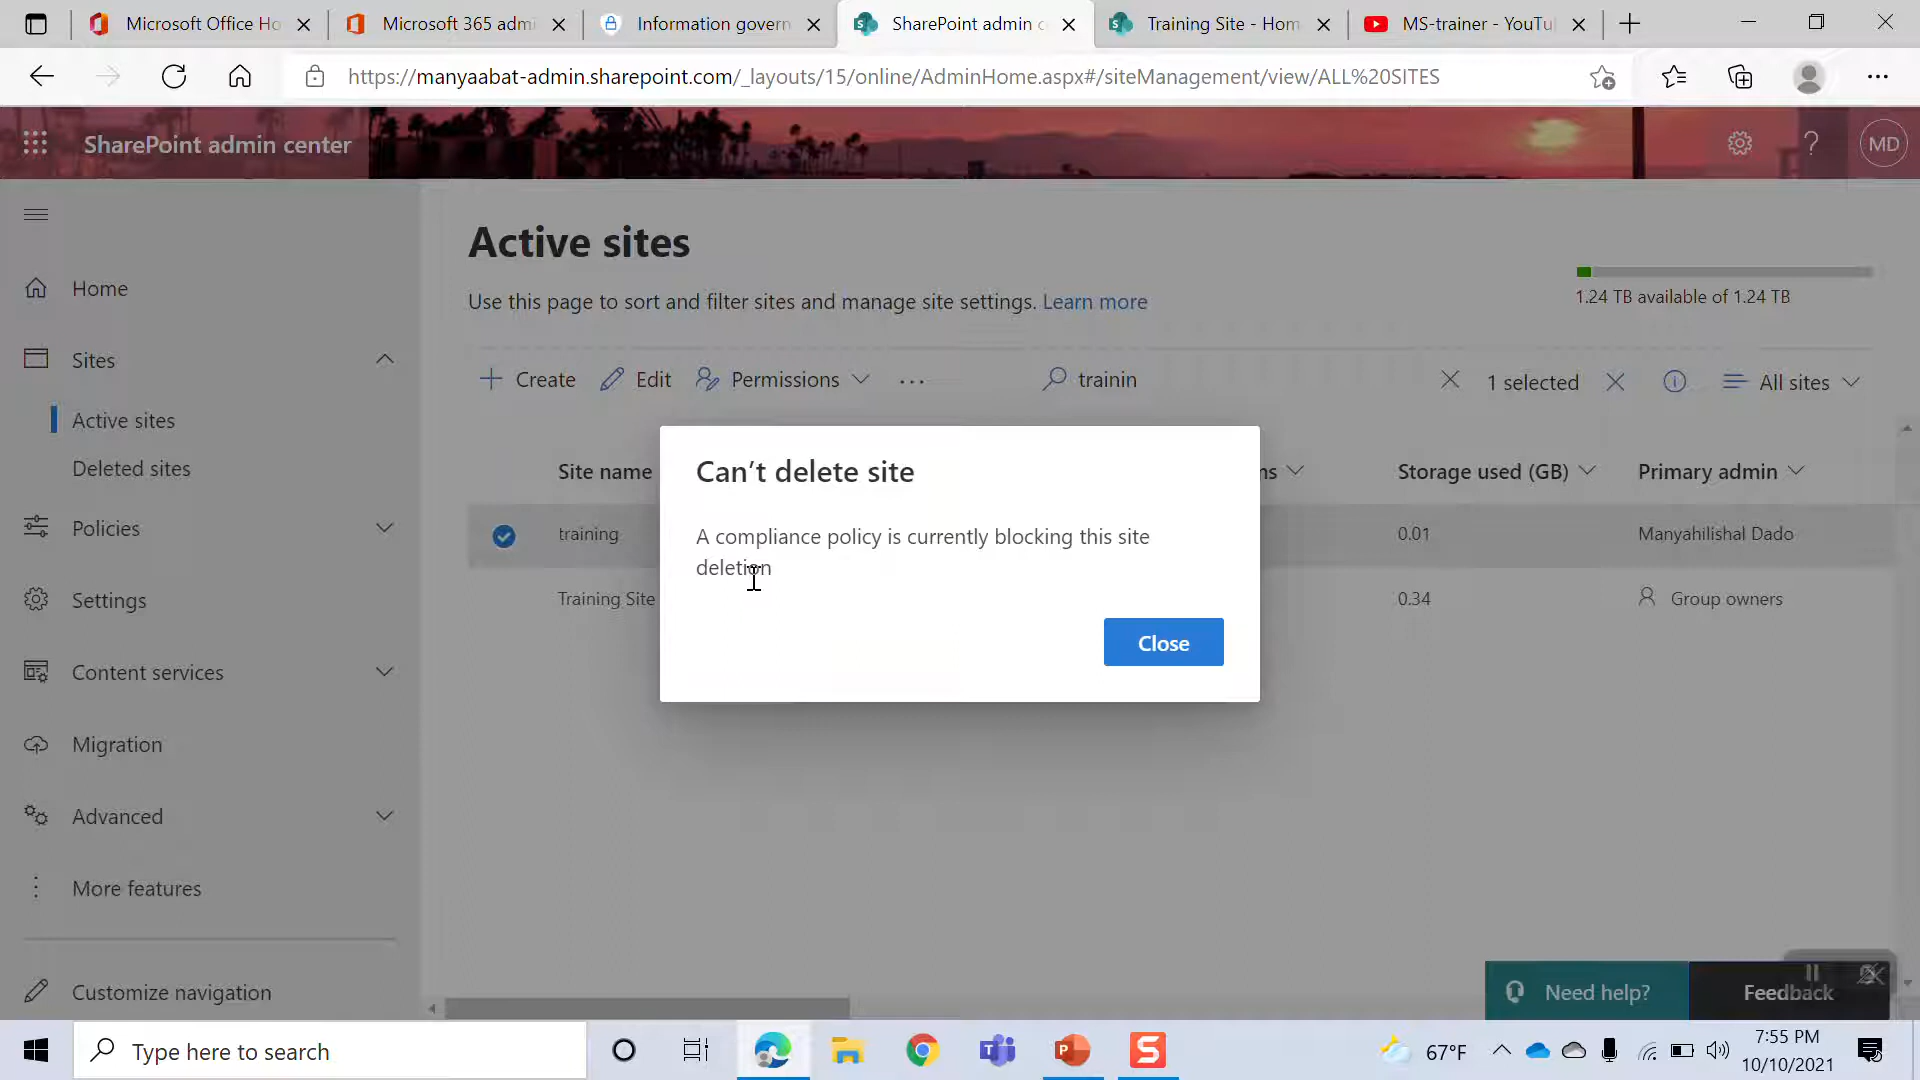 Microsoft Office Ho
Microsoft 365 admi
Information govern
SharePoint admin c
Training Site - Hom
MS-trainer - YouTu
https://manyaabat-admin.sharepoint.com/_layouts/15/online/AdminHome.aspx#/siteManagement/view/ALL%20SITES
SharePoint admin center
MD
Home
Sites
Active sites
Deleted sites
Policies
Settings
Content services
Migration
Advanced
More features
Customize navigation
Active sites
Use this page to sort and filter sites and manage site settings. Learn more
1.24 TB available of 1.24 TB
Create
Edit
Permissions
trainin
1 selected
All sites
Site name
ns
Storage used (GB)
Primary admin
training
0.01
Manyahilishal Dado
Training Site
0.34
Group owners
Can't delete site
A compliance policy is currently blocking this site
deletion
Close
Need help?
Feedback
Type here to search
67°F
7:55 PM
10/10/2021